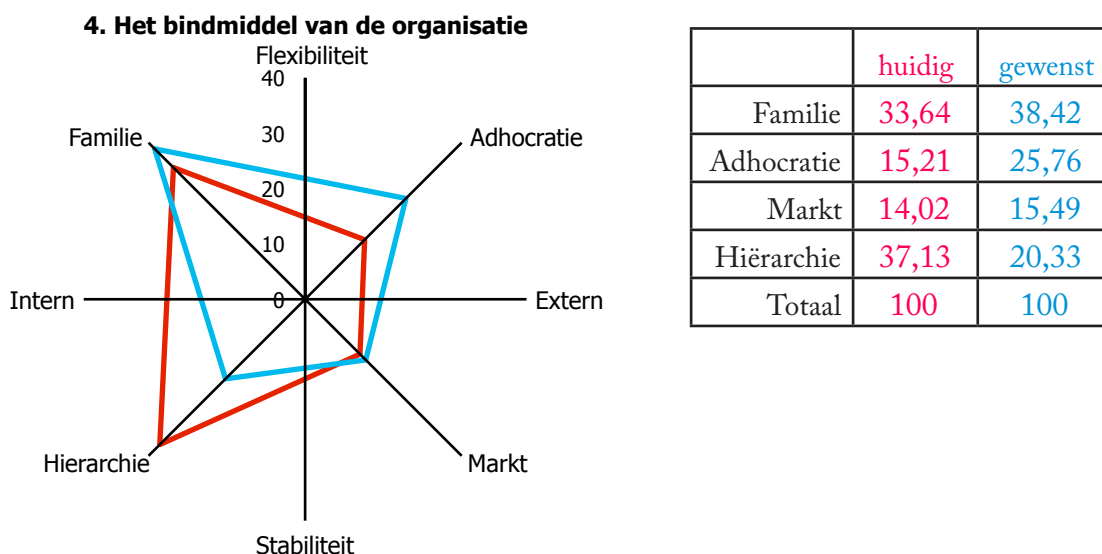 4. Het bindmiddel van de organisatie
Flexibiliteit
40
30
20
10
0
Familie
Adhocratie
Intern
Extern
Hierarchie
Markt
Stabiliteit
huidig gewenst
Familie 33,64 38,42
Adhocratie 15,21 25,76
Markt 14,02 15,49
Hiërarchie 37,13 20,33
Totaal 100 100